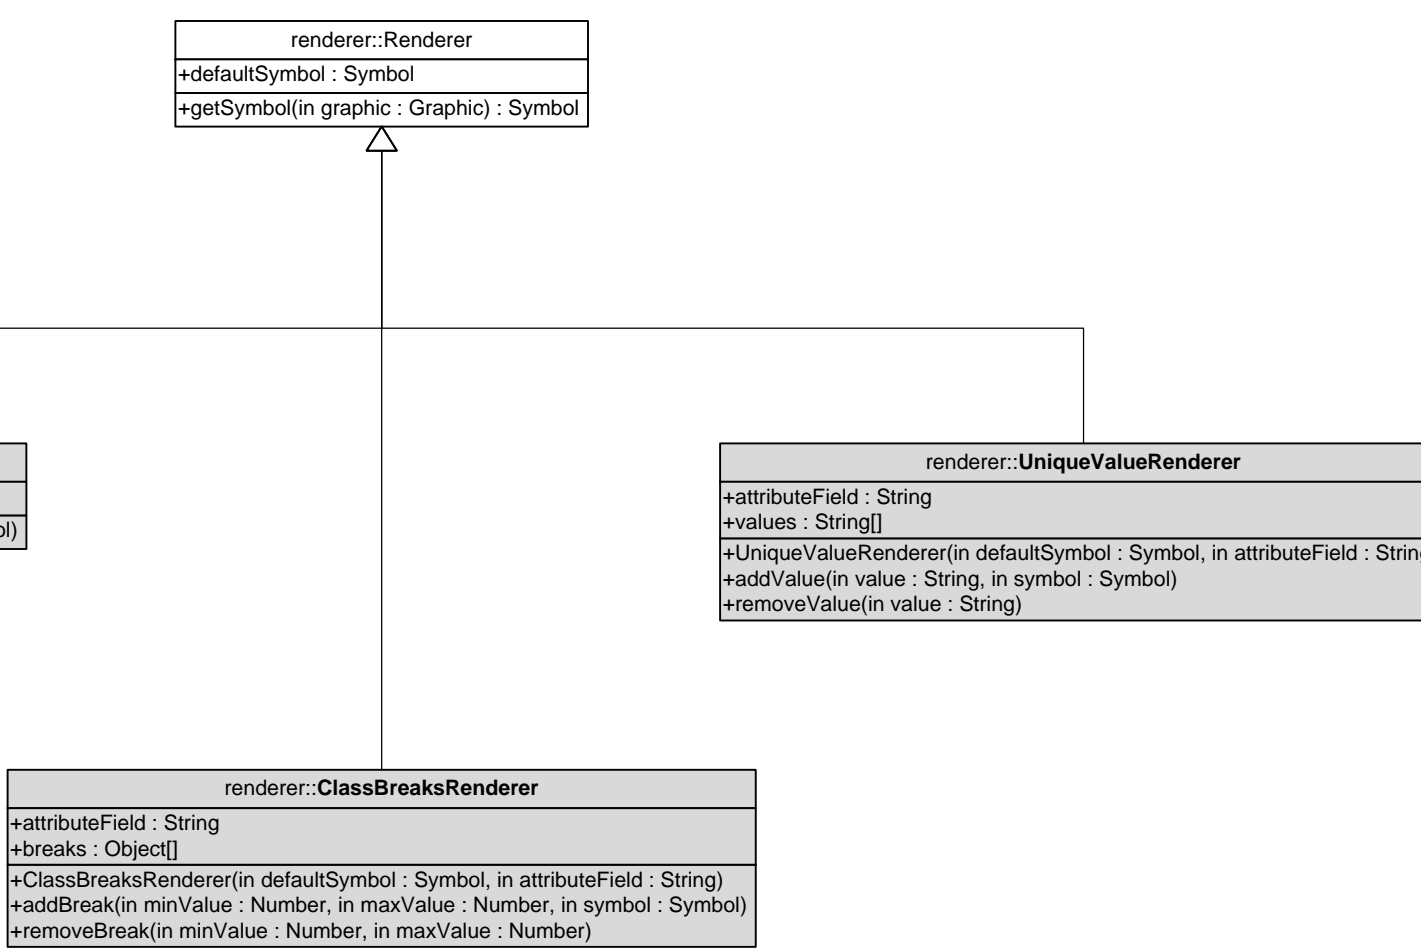 renderer::Renderer
+defaultSymbol : Symbol
+getSymbol(in graphic : Graphic) : Symbol
renderer::UniqueValueRenderer
+attributeField : String
+values : String[]
+UniqueValueRenderer(in defaultSymbol : Symbol, in attributeField :
+addValue(in value : String, in symbol : Symbol)
+removeValue(in value : String)
renderer::ClassBreaksRenderer
+attributeField : String
+breaks : Object[]
+ClassBreaksRenderer(in defaultSymbol : Symbol, in attributeField : String)
+addBreak(in minValue : Number, in maxValue : Number, in symbol : Symbol)
+removeBreak(in minValue : Number, in maxValue : Number)